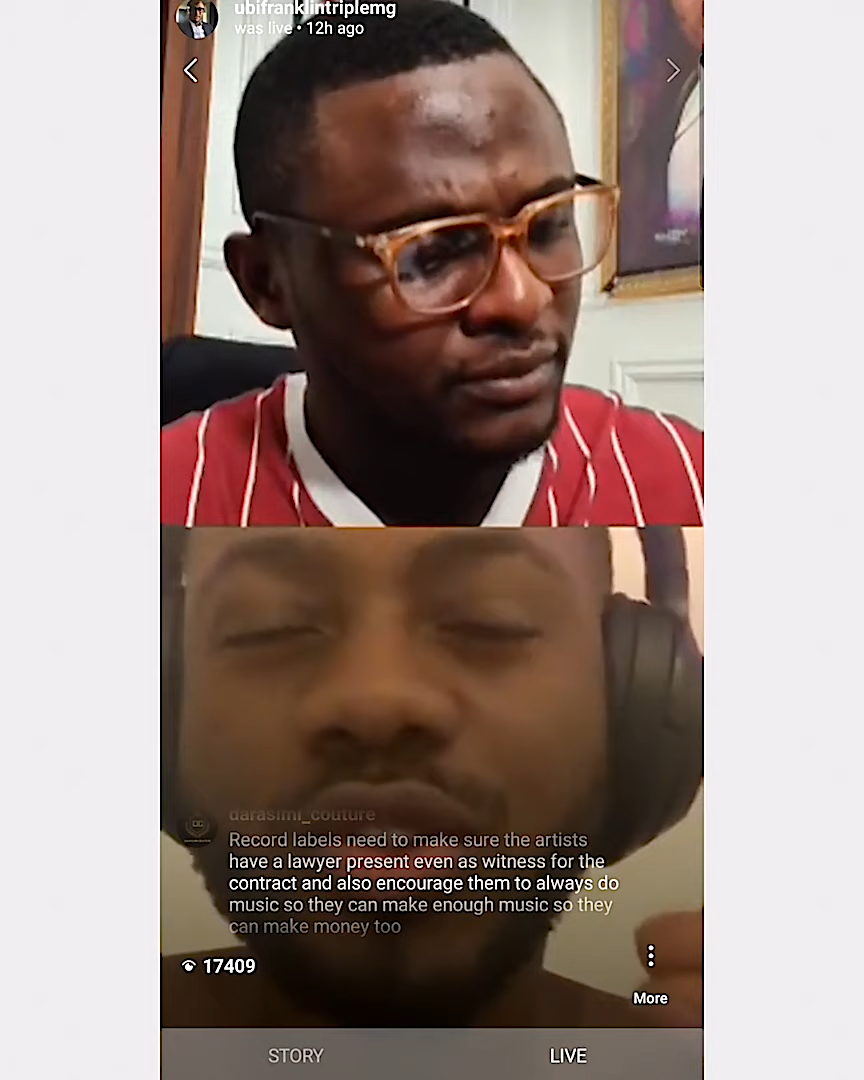 ubifranklintriplemg
was live • 12h ago
darasimi_couture
Record labels need to make sure the artists
have a lawyer present even as witness for the
contract and also encourage them to always do
music so they can make enough music so they
can make money too
17409
More
STORY
LIVE